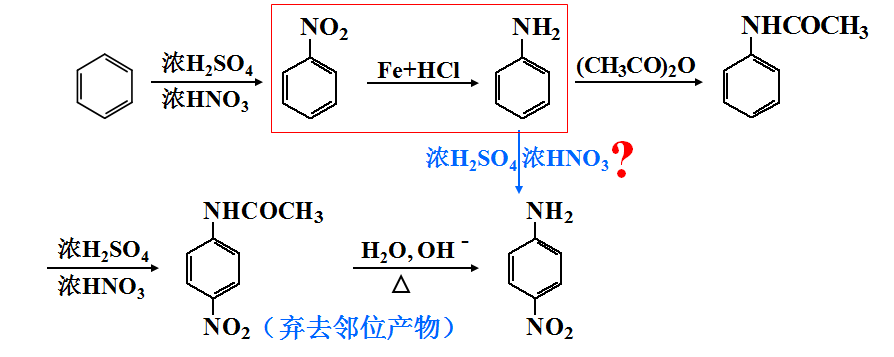 NO₂
NH₂
NHCOCH₃
浓H₂SO₄
浓HNO₃
Fe+HCl
(CH₃CO)₂O
浓H₂SO₄ 浓HNO₃?
NHCOCH₃
NH₂
浓H₂SO₄
浓HNO₃
H₂O, OH⁻
△
NO₂(弃去邻位产物)
NO₂